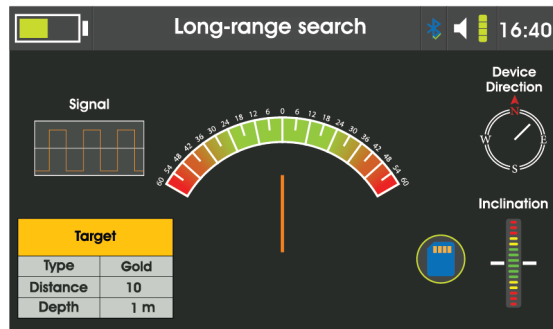 Long-range search
16:40
Device
Direction
Signal
60 54 48 42 36 30 24 18 12 6 0 6 12 18 24 30 36 42 48 54 60
N
W E
S
Inclination
Target
Type Gold
Distance 10
Depth 1 m